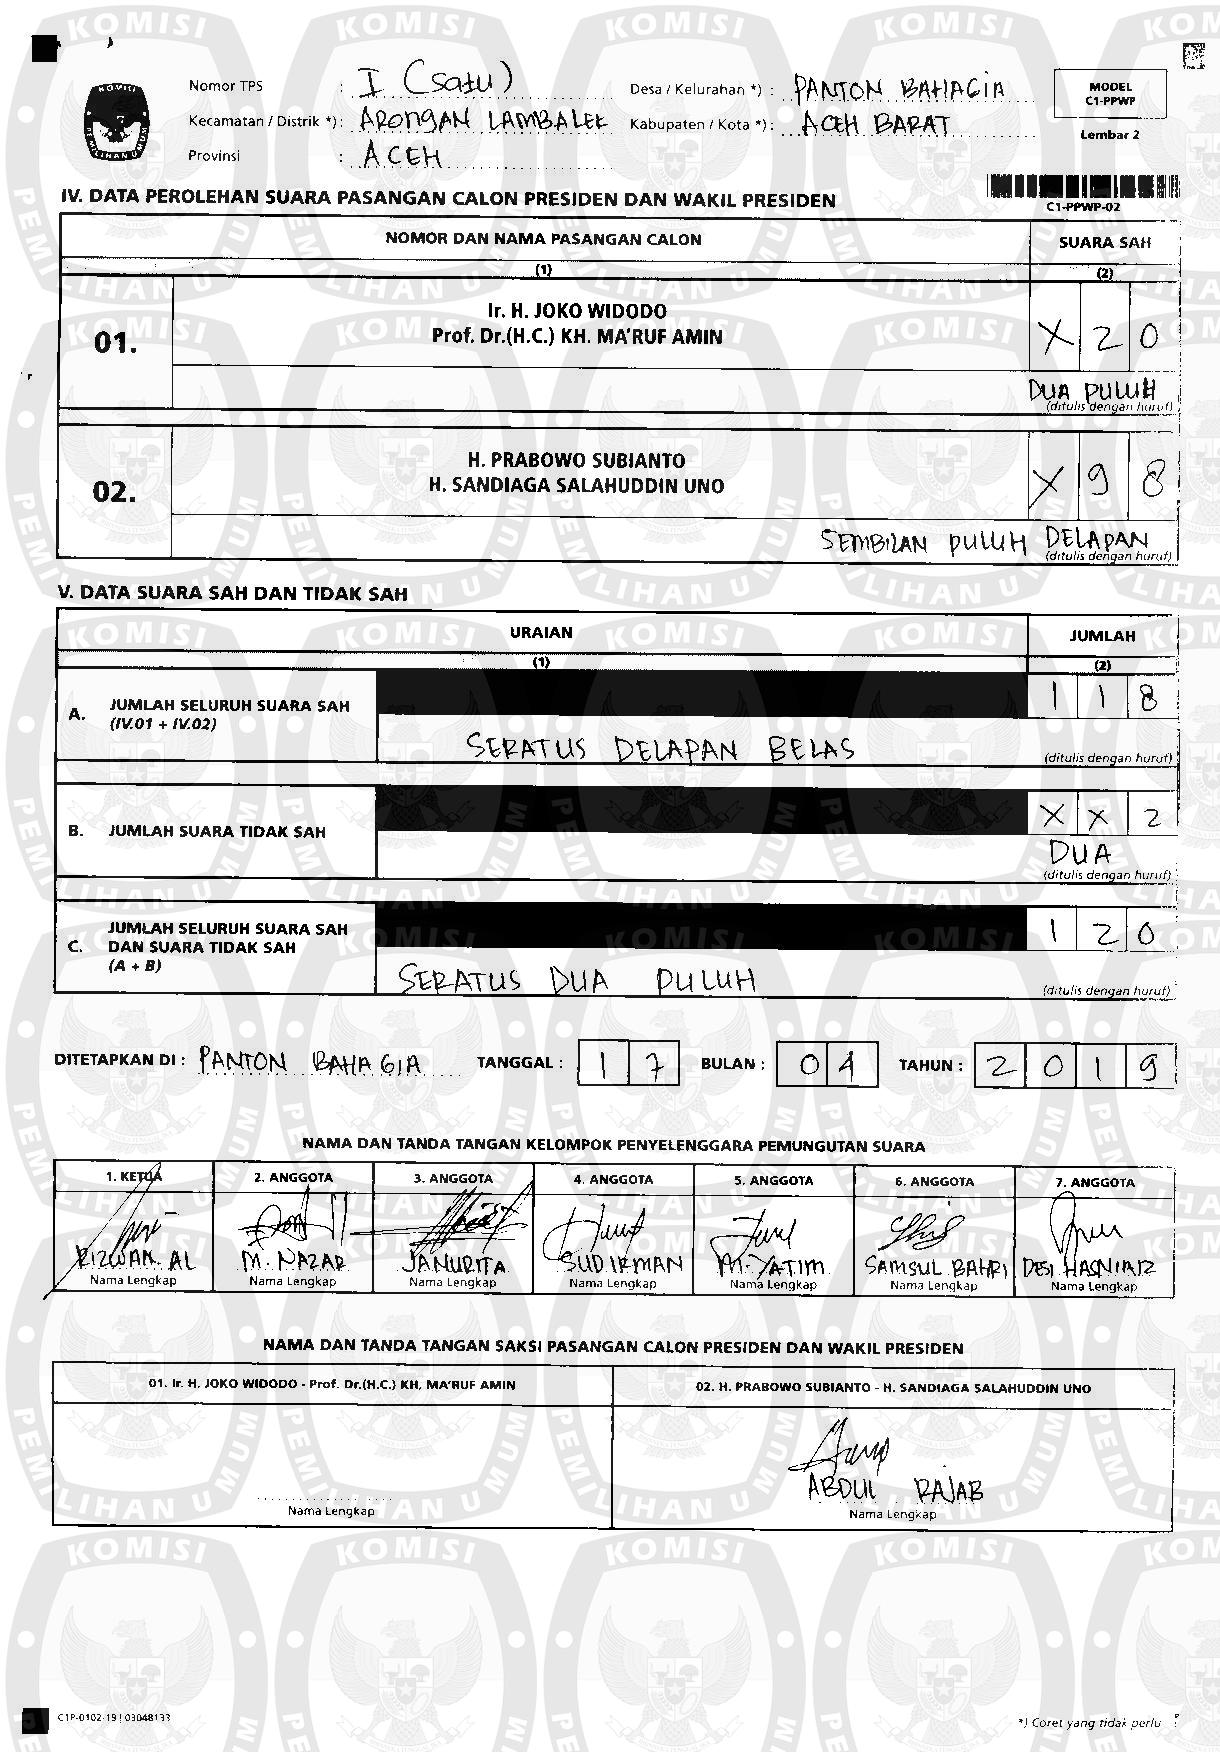 Nomor TPS : I (Satu)
Desa / Kelurahan *) : PANTON BAHAGIA
MODEL
C1-PPWP
Kecamatan / Distrik *) : ARONGAN LAMBALEK
Kabupaten / Kota *) : ACEH BARAT
Lembar 2
Provinsi : ACEH
IV. DATA PEROLEHAN SUARA PASANGAN CALON PRESIDEN DAN WAKIL PRESIDEN
C1-PPWP-02
NOMOR DAN NAMA PASANGAN CALON
SUARA SAH
(1)
(2)
01.
Ir. H. JOKO WIDODO
Prof. Dr.(H.C.) KH. MA'RUF AMIN
X 2 0
DUA PULUH
(ditulis dengan huruf)
02.
H. PRABOWO SUBIANTO
H. SANDIAGA SALAHUDDIN UNO
X 9 8
SEMBILAN PULUH DELAPAN
(ditulis dengan huruf)
V. DATA SUARA SAH DAN TIDAK SAH
URAIAN
JUMLAH
(1)
(2)
A.
JUMLAH SELURUH SUARA SAH
(IV.01 + IV.02)
1 1 8
SERATUS DELAPAN BELAS
(ditulis dengan huruf)
B. JUMLAH SUARA TIDAK SAH
X X 2
DUA
(ditulis dengan huruf)
C.
JUMLAH SELURUH SUARA SAH
DAN SUARA TIDAK SAH
(A + B)
1 2 0
SERATUS DUA PULUH
(ditulis dengan huruf)
DITETAPKAN DI : PANTON BAHAGIA TANGGAL : 1 7 BULAN : 0 4 TAHUN : 2 0 1 9
NAMA DAN TANDA TANGAN KELOMPOK PENYELENGGARA PEMUNGUTAN SUARA
1. KETUA
2. ANGGOTA
3. ANGGOTA
4. ANGGOTA
5. ANGGOTA
6. ANGGOTA
7. ANGGOTA
RIZWAN. AL
M. NAZAR
JANURITA
SUDIRMAN
M. YATIM
SAMSUL BAHRI
DESI
Nama Lengkap
Nama Lengkap
Nama Lengkap
Nama Lengkap
Nama Lengkap
Nama Lengkap
Nama Lengkap
NAMA DAN TANDA TANGAN SAKSI PASANGAN CALON PRESIDEN DAN WAKIL PRESIDEN
01. Ir. H. JOKO WIDODO - Prof. Dr.(H.C.) KH. MA'RUF AMIN
02. H. PRABOWO SUBIANTO - H. SANDIAGA SALAHUDDIN UNO
ABDUL RAJAB
Nama Lengkap
Nama Lengkap
C1P-0102-19 | 03048133
*) Coret yang tidak perlu